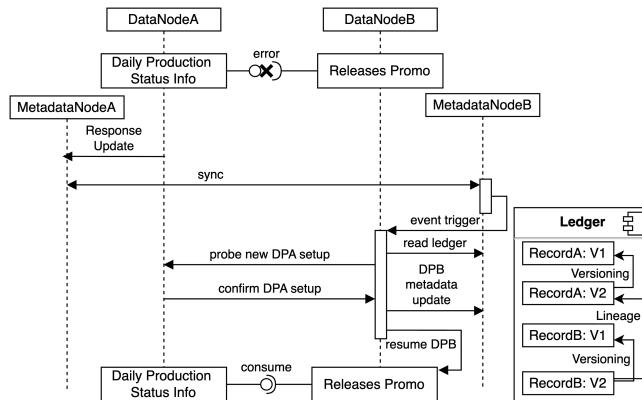 DataNodeA
DataNodeB
Daily Production
Status Info
error
Releases Promo
MetadataNodeA
MetadataNodeB
Response
Update
sync
event trigger
Ledger
read ledger
RecordA: V1
probe new DPA setup
Versioning
DPB
metadata
update
confirm DPA setup
RecordA: V2
Lineage
RecordB: V1
resume DPB
Versioning
Daily Production
Status Info
consume
Releases Promo
RecordB: V2